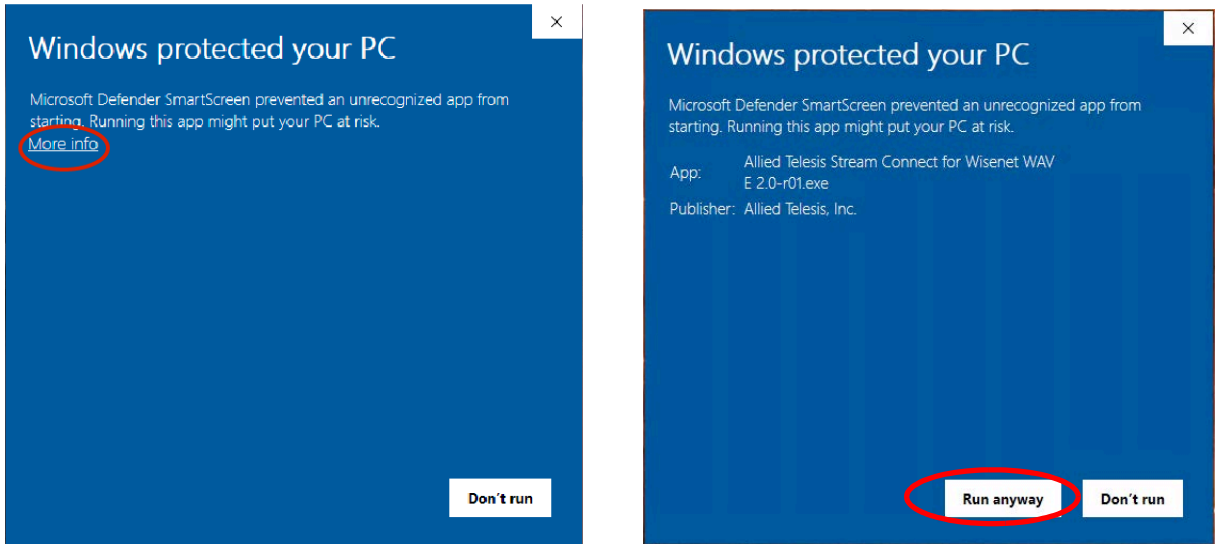 Windows protected your PC
Microsoft Defender SmartScreen prevented an unrecognized app from
starting. Running this app might put your PC at risk.
More info
Don't run
Windows protected your PC
Microsoft Defender SmartScreen prevented an unrecognized app from
starting. Running this app might put your PC at risk.
App: Allied Telesis Stream Connect for Wisenet WAV
E 2.0-r01.exe
Publisher: Allied Telesis, Inc.
Run anyway Don't run